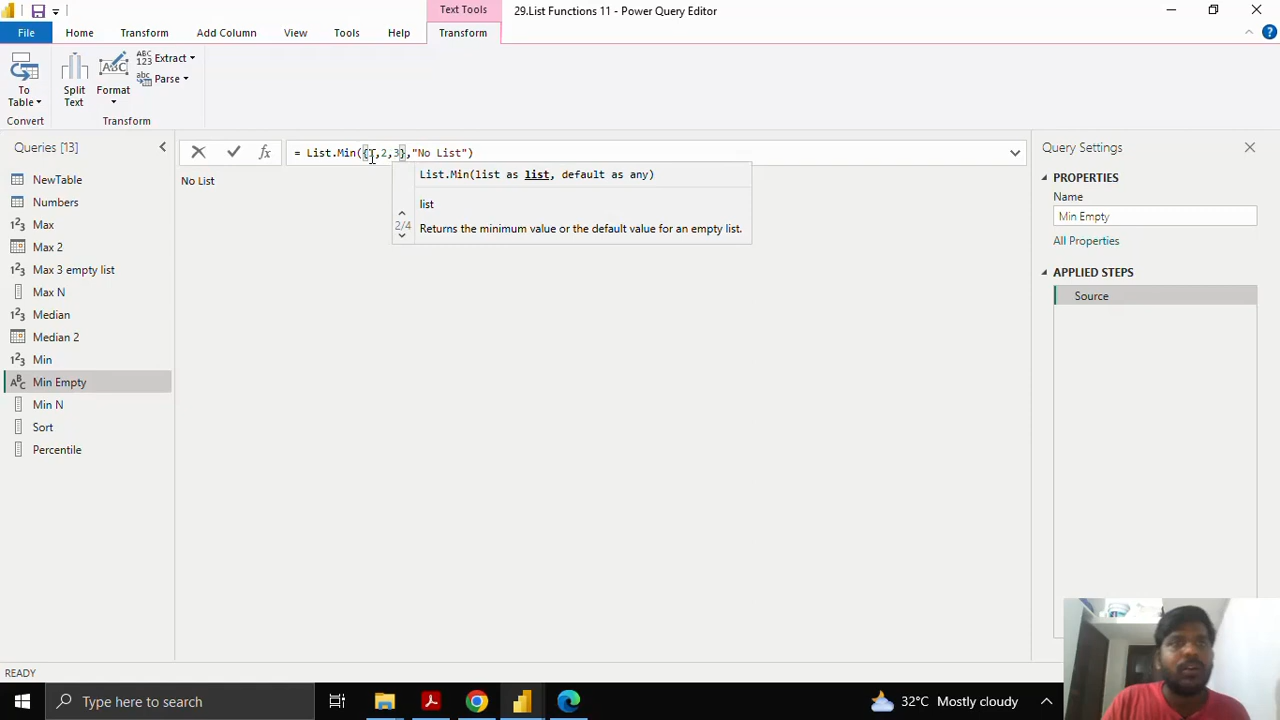 Text Tools
29.List Functions 11 - Power Query Editor
File
Home
Transform
Add Column
View
Tools
Help
Transform
To
Table
Split
Text
Format
Extract
Parse
Convert
Transform
Queries [13]
= List.Min({1,2,3},"No List")
No List
List.Min(list as list, default as any)
list
2/4
Returns the minimum value or the default value for an empty list.
NewTable
Numbers
Max
Max 2
Max 3 empty list
Max N
Median
Median 2
Min
Min Empty
Min N
Sort
Percentile
Query Settings
PROPERTIES
Name
Min Empty
All Properties
APPLIED STEPS
Source
READY
Type here to search
32°C Mostly cloudy